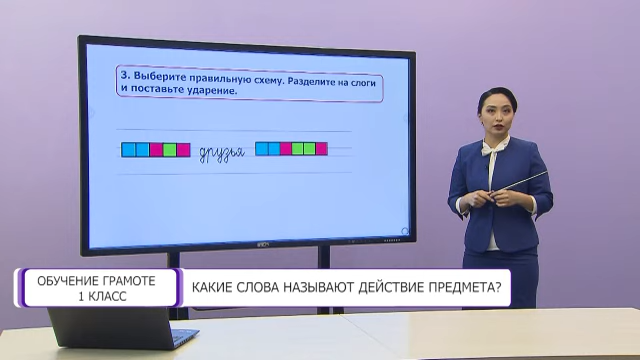 3. Выберите правильную схему. Разделите на слоги
и поставьте ударение.
друзья
ОБУЧЕНИЕ ГРАМОТЕ
1 КЛАСС
КАКИЕ СЛОВА НАЗЫВАЮТ ДЕЙСТВИЕ ПРЕДМЕТА?